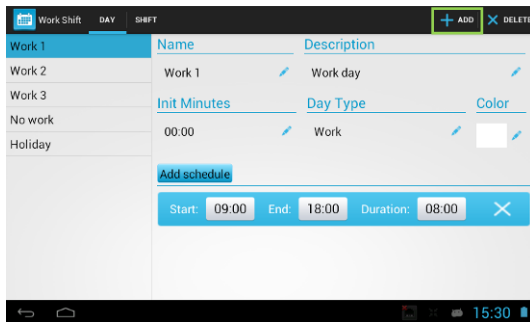 Work Shift DAY SHIFT ADD DELETE
Work 1
Work 2
Work 3
No work
Holiday
Name Description
Work 1 Work day
Init Minutes Day Type Color
00:00 Work
Add schedule
Start: 09:00 End: 18:00 Duration: 08:00
15:30